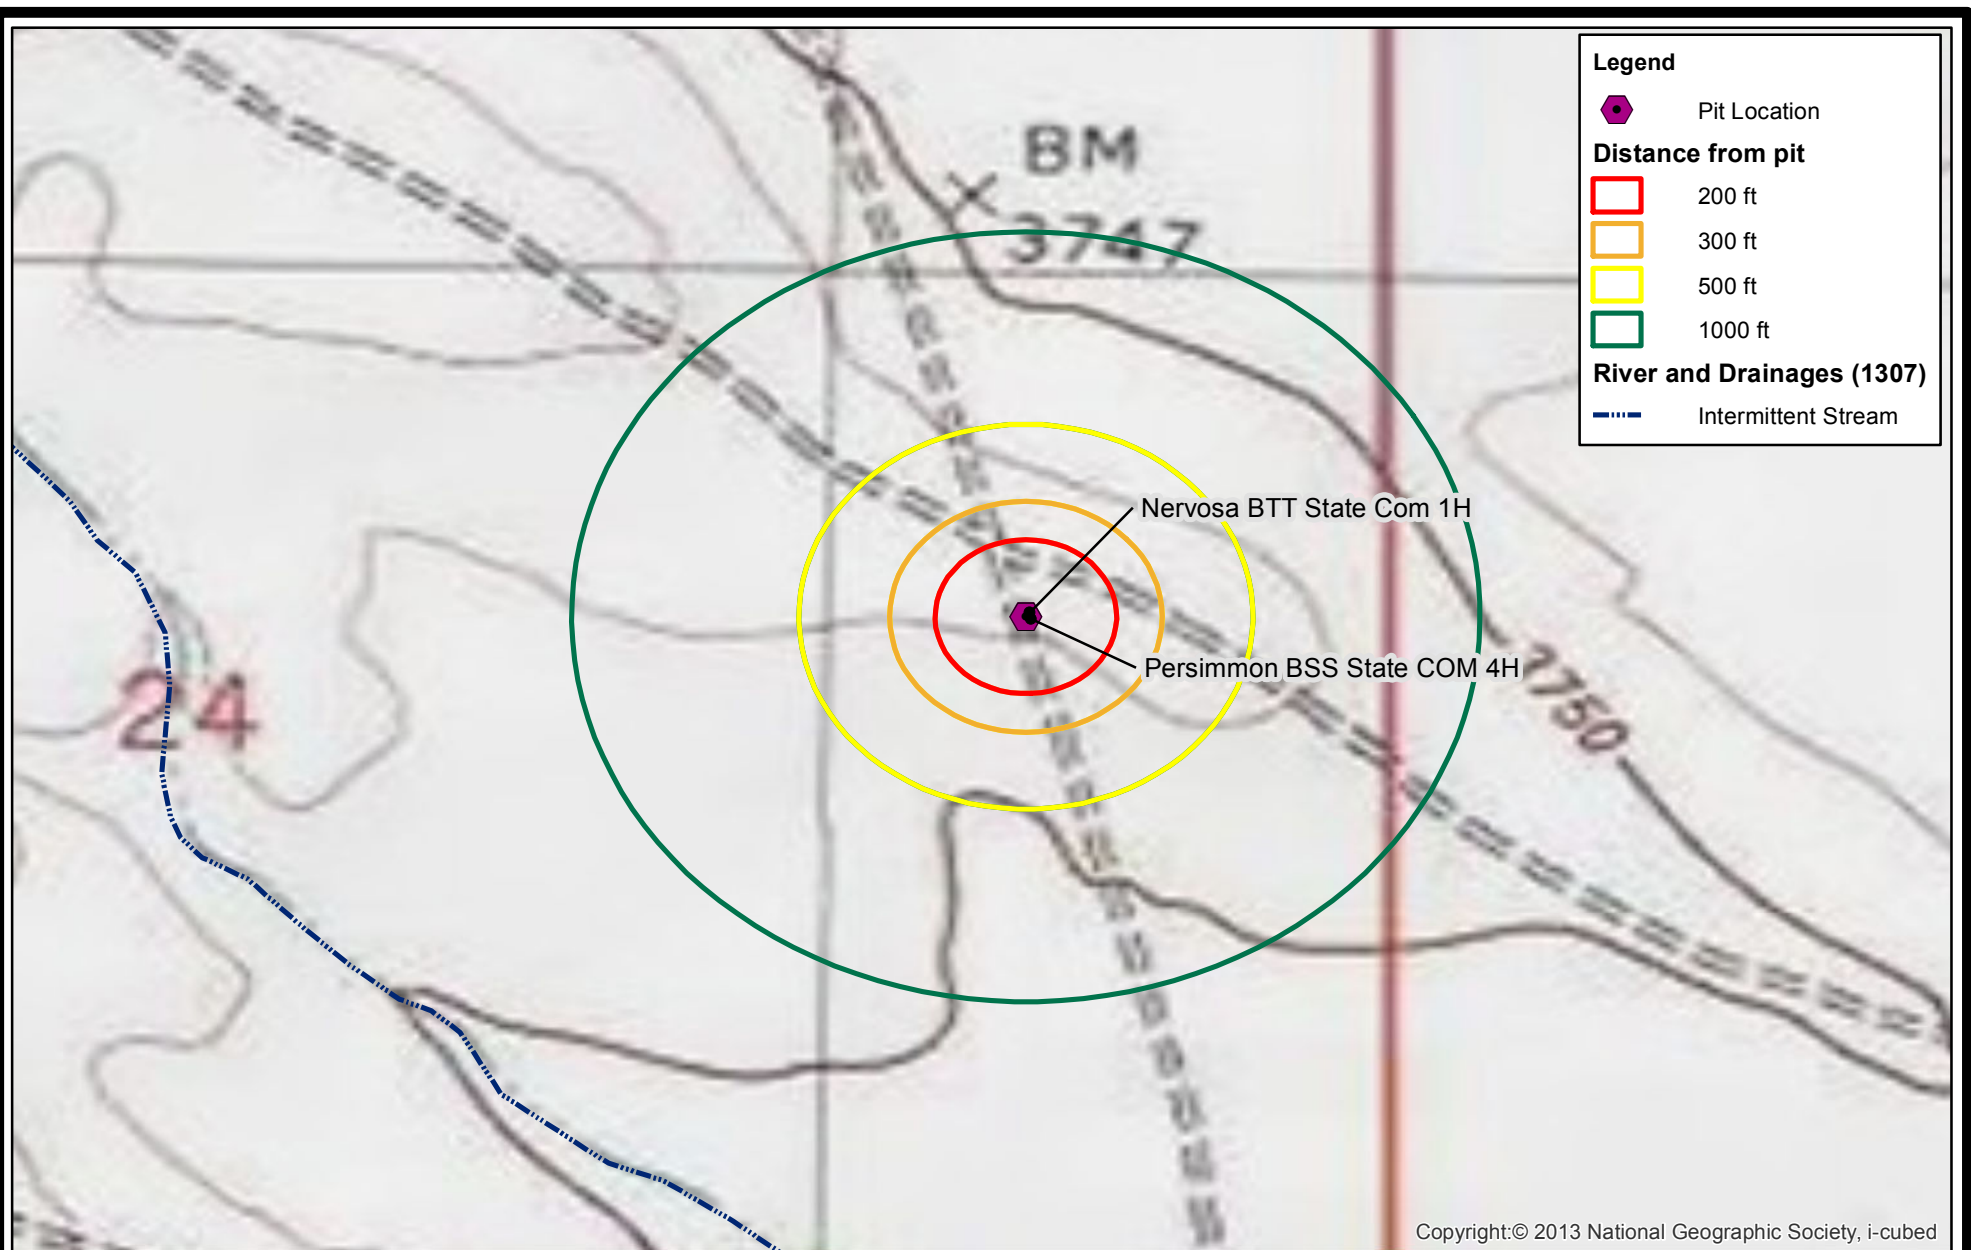 Legend
Pit Location
Distance from pit
200 ft
300 ft
500 ft
1000 ft
River and Drainages (1307)
Intermittent Stream
BM
3747
Nervosa BTT State Com 1H
Persimmon BSS State COM 4H
24
3750
Copyright:© 2013 National Geographic Society, i-cubed